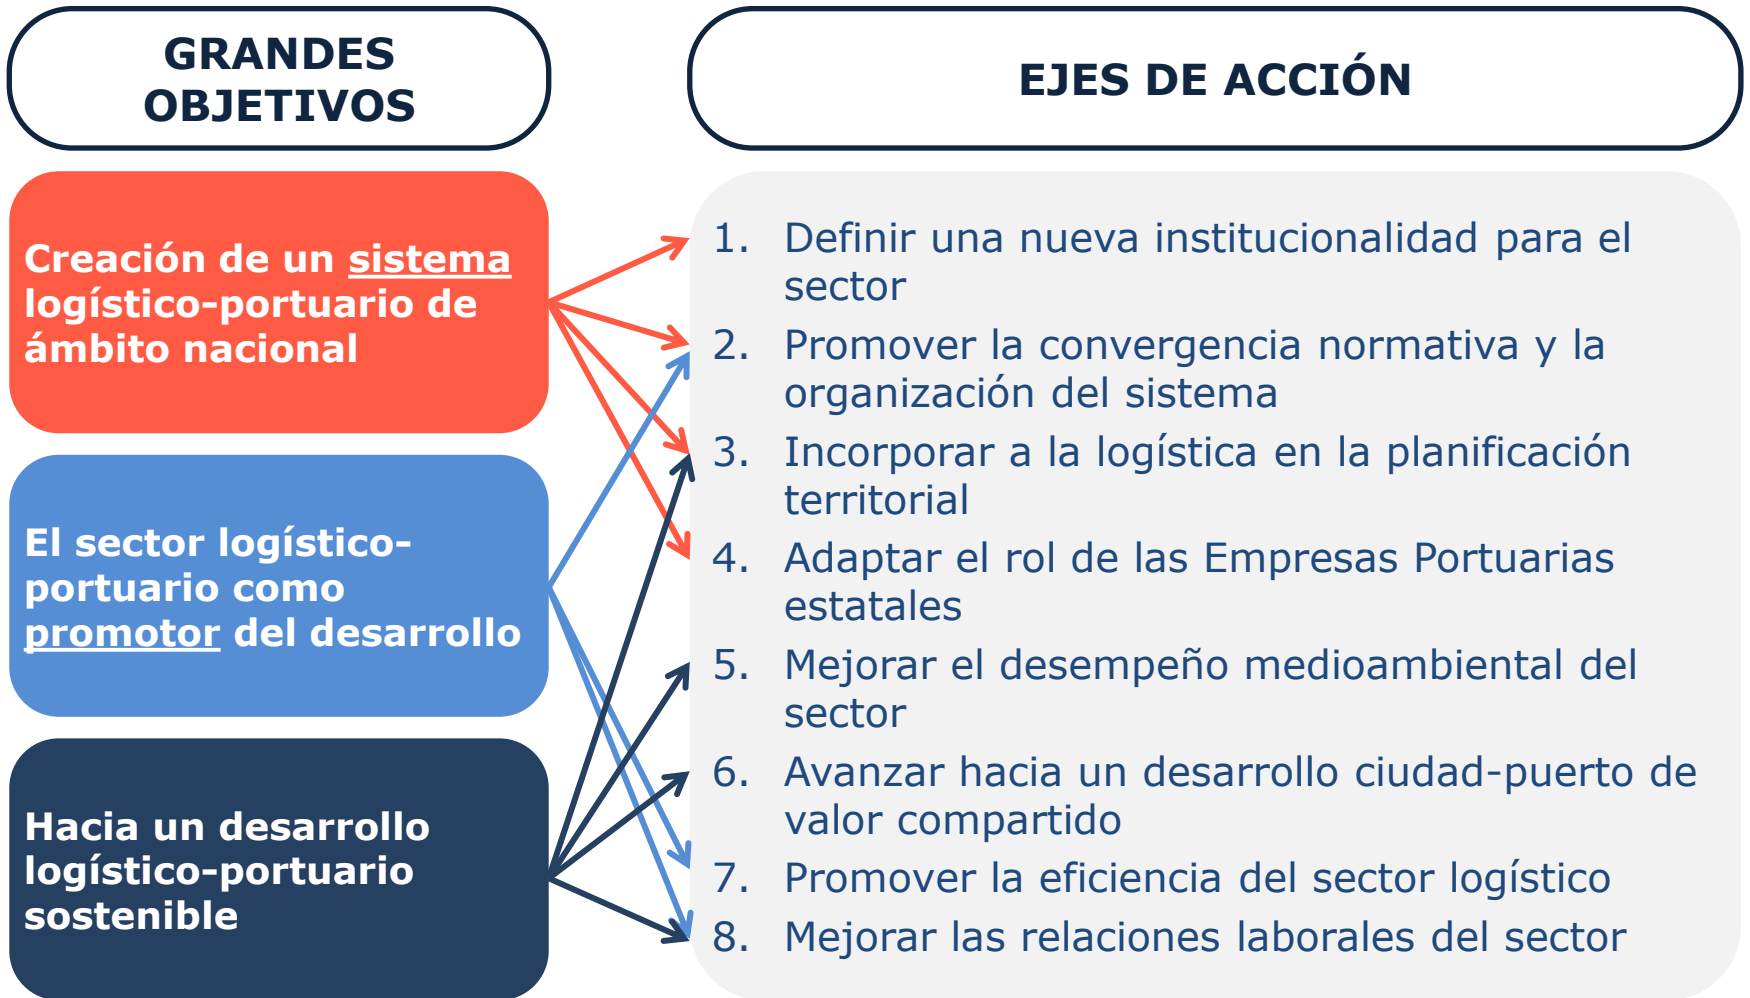 GRANDES
OBJETIVOS
EJES DE ACCIÓN
Creación de un sistema
logístico-portuario de
ámbito nacional
El sector logístico-
portuario como
promotor del desarrollo
Hacia un desarrollo
logístico-portuario
sostenible
1. Definir una nueva institucionalidad para el
sector
2. Promover la convergencia normativa y la
organización del sistema
3. Incorporar a la logística en la planificación
territorial
4. Adaptar el rol de las Empresas Portuarias
estatales
5. Mejorar el desempeño medioambiental del
sector
6. Avanzar hacia un desarrollo ciudad-puerto de
valor compartido
7. Promover la eficiencia del sector logístico
8. Mejorar las relaciones laborales del sector